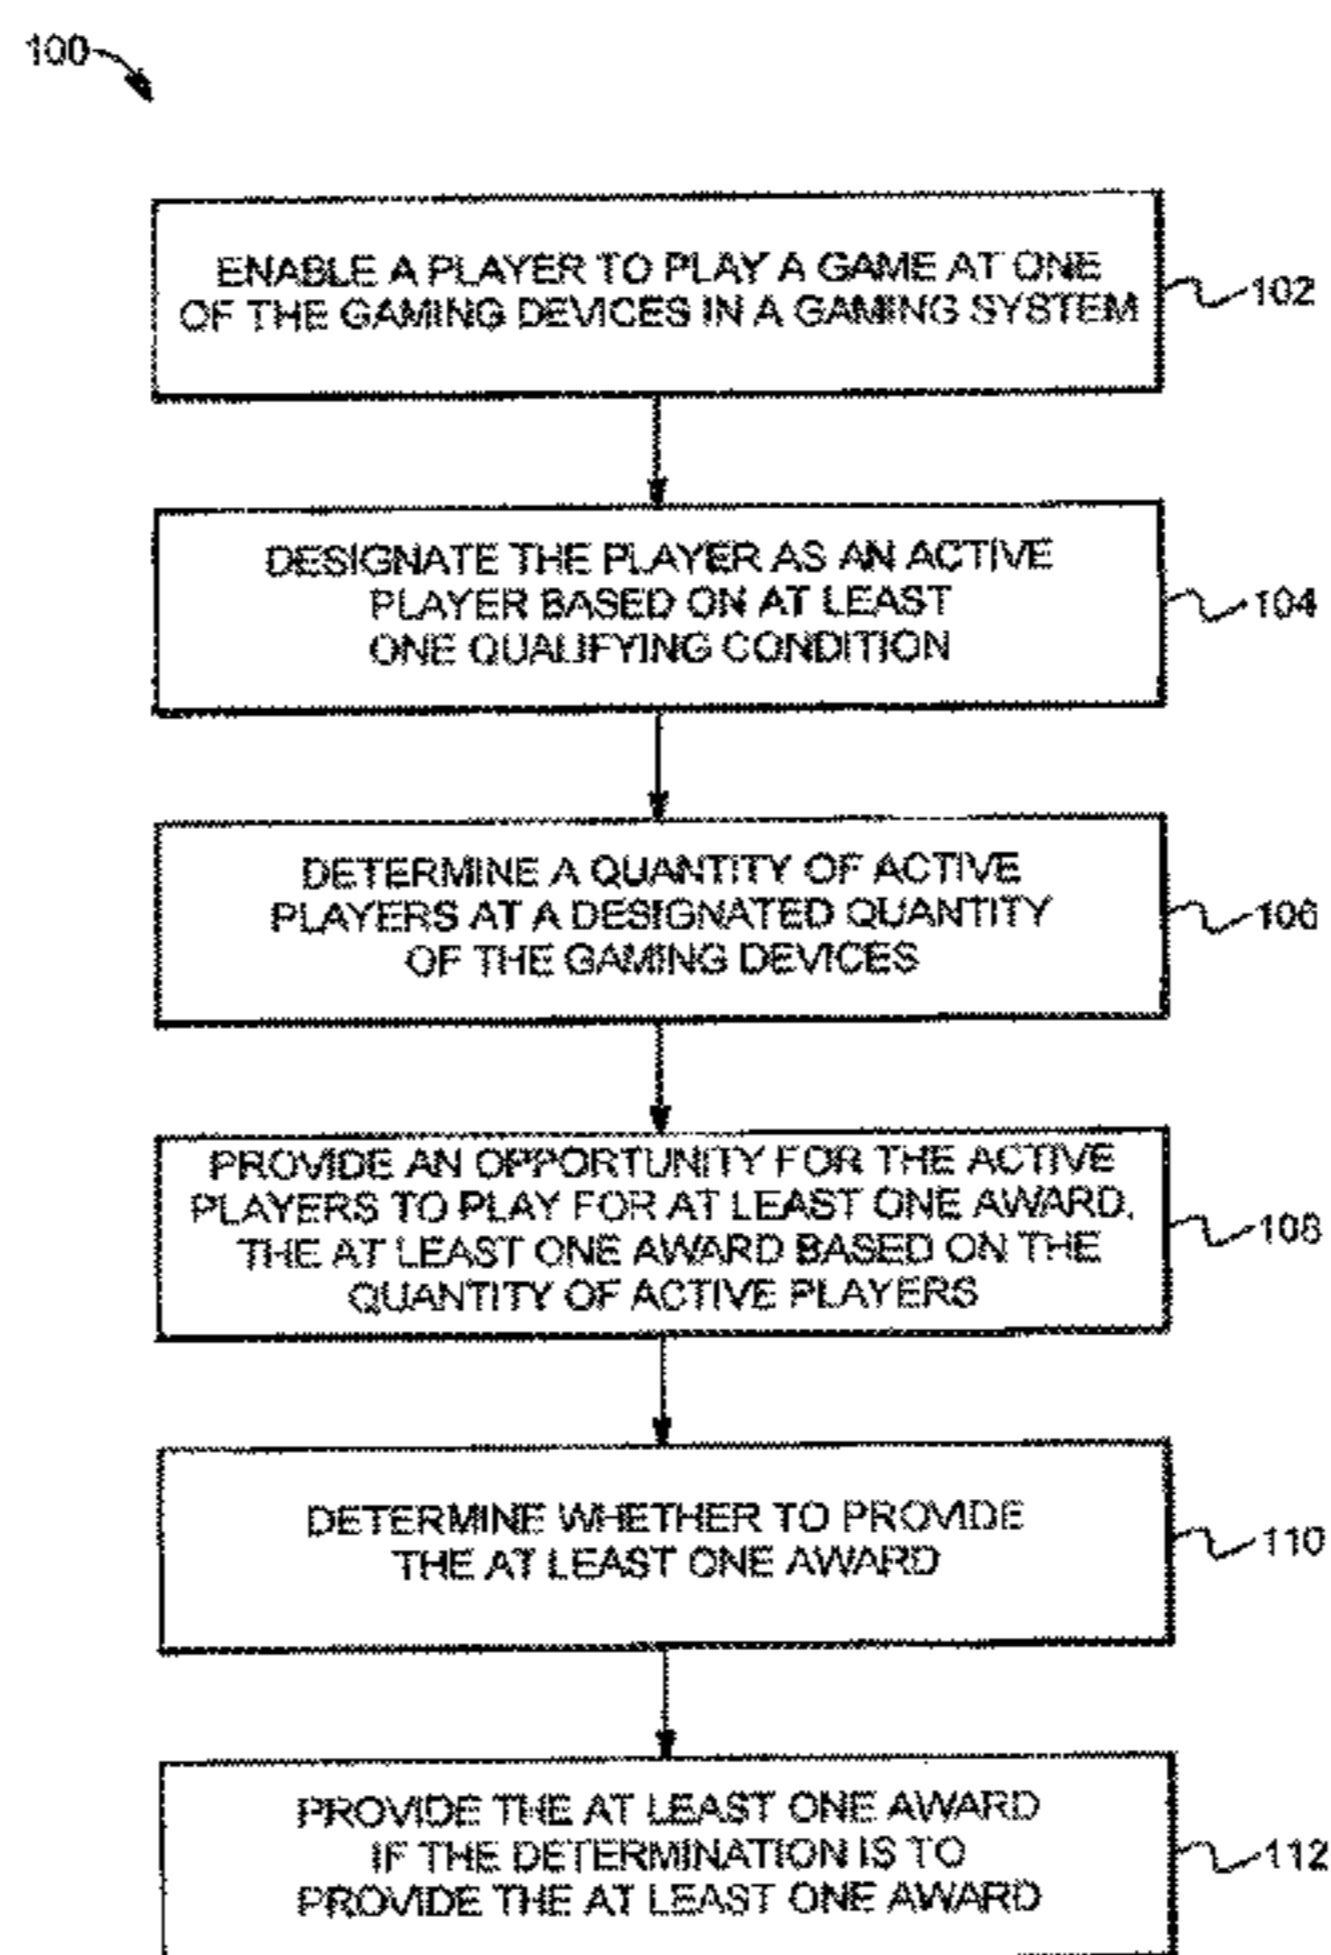 100
ENABLE A PLAYER TO PLAY A GAME AT ONE
OF THE GAMING DEVICES IN A GAMING SYSTEM
102
DESIGNATE THE PLAYER AS AN ACTIVE
PLAYER BASED ON AT LEAST
ONE QUALIFYING CONDITION
104
DETERMINE A QUANTITY OF ACTIVE
PLAYERS AT A DESIGNATED QUANTITY
OF THE GAMING DEVICES
106
PROVIDE AN OPPORTUNITY FOR THE ACTIVE
PLAYERS TO PLAY FOR AT LEAST ONE AWARD,
THE AT LEAST ONE AWARD BASED ON THE
QUANTITY OF ACTIVE PLAYERS
108
DETERMINE WHETHER TO PROVIDE
THE AT LEAST ONE AWARD
110
PROVIDE THE AT LEAST ONE AWARD
IF THE DETERMINATION IS TO
PROVIDE THE AT LEAST ONE AWARD
112